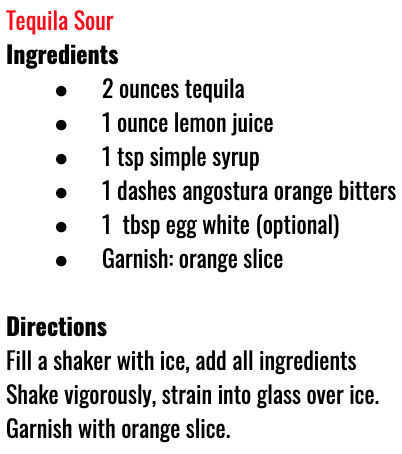 Tequila Sour
Ingredients
● 2 ounces tequila
● 1 ounce lemon juice
● 1 tsp simple syrup
● 1 dashes angostura orange bitters
● 1  tbsp egg white (optional)
● Garnish: orange slice
Directions
Fill a shaker with ice, add all ingredients
Shake vigorously, strain into glass over ice.
Garnish with orange slice.